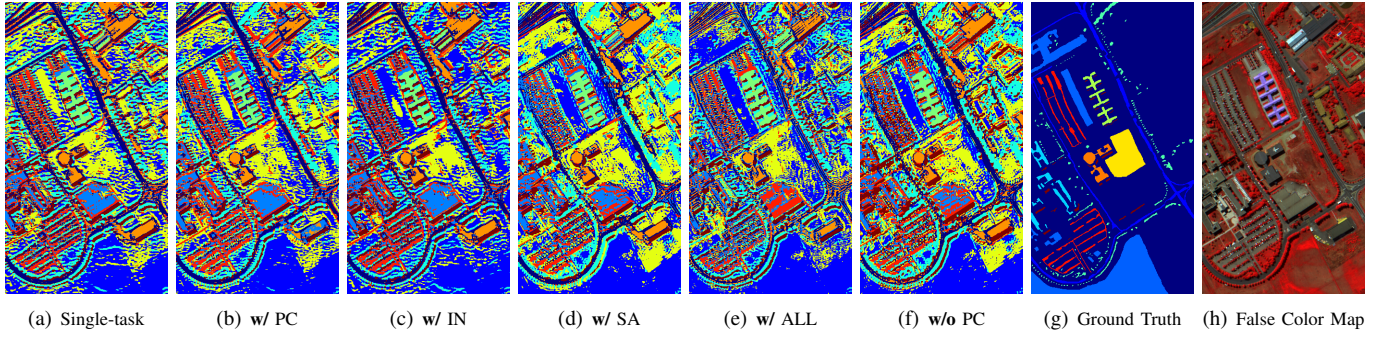 (a) Single-task (b) w/ PC (c) w/ IN (d) w/ SA (e) w/ ALL (f) w/o PC (g) Ground Truth (h) False Color Map